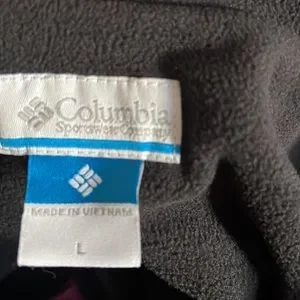 Columbia
Sportswear Company
MADE IN VIETNAM
L